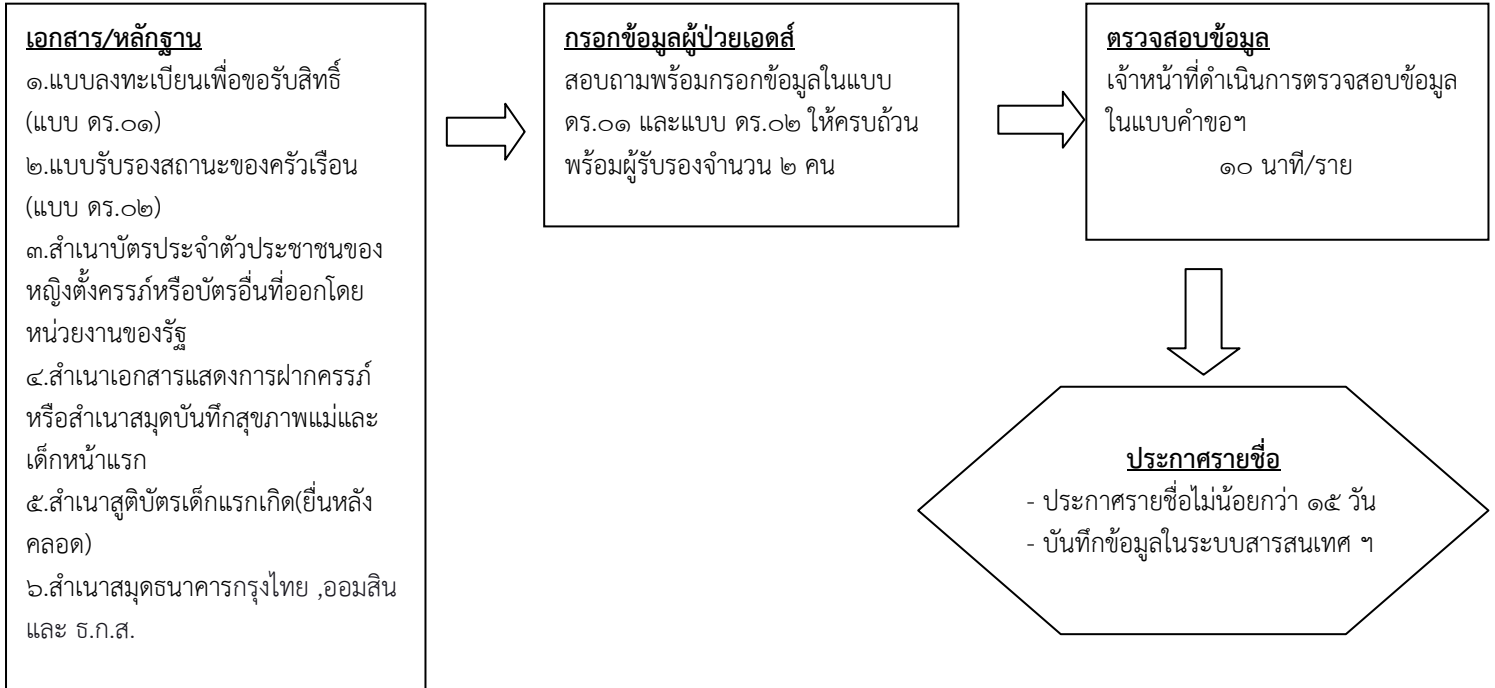 เอกสาร/หลักฐาน
๑.แบบลงทะเบียนเพื่อขอรับสิทธิ์
(แบบ ดร.๐๑)
๒.แบบรับรองสถานะของครัวเรือน
(แบบ ดร.๐๒)
๓.สำเนาบัตรประจำตัวประชาชนของ
หญิงตั้งครรภ์หรือบัตรอื่นที่ออกโดย
หน่วยงานของรัฐ
๔.สำเนาเอกสารแสดงการฝากครรภ์
หรือสำเนาสมุดบันทึกสุขภาพแม่และ
เด็กหน้าแรก
๕.สำเนาสูติบัตรเด็กแรกเกิด(ยื่นหลัง
คลอด)
๖.สำเนาสมุดธนาคารกรุงไทย ,ออมสิน
และ ธ.ก.ส.
กรอกข้อมูลผู้ป่วยเอดส์
สอบถามพร้อมกรอกข้อมูลในแบบ
ดร.๐๑ และแบบ ดร.๐๒ ให้ครบถ้วน
พร้อมผู้รับรองจำนวน ๒ คน
ตรวจสอบข้อมูล
เจ้าหน้าที่ดำเนินการตรวจสอบข้อมูล
ในแบบคำขอฯ
๑๐ นาที/ราย
ประกาศรายชื่อ
- ประกาศรายชื่อไม่น้อยกว่า ๑๕ วัน
- บันทึกข้อมูลในระบบสารสนเทศ ฯ